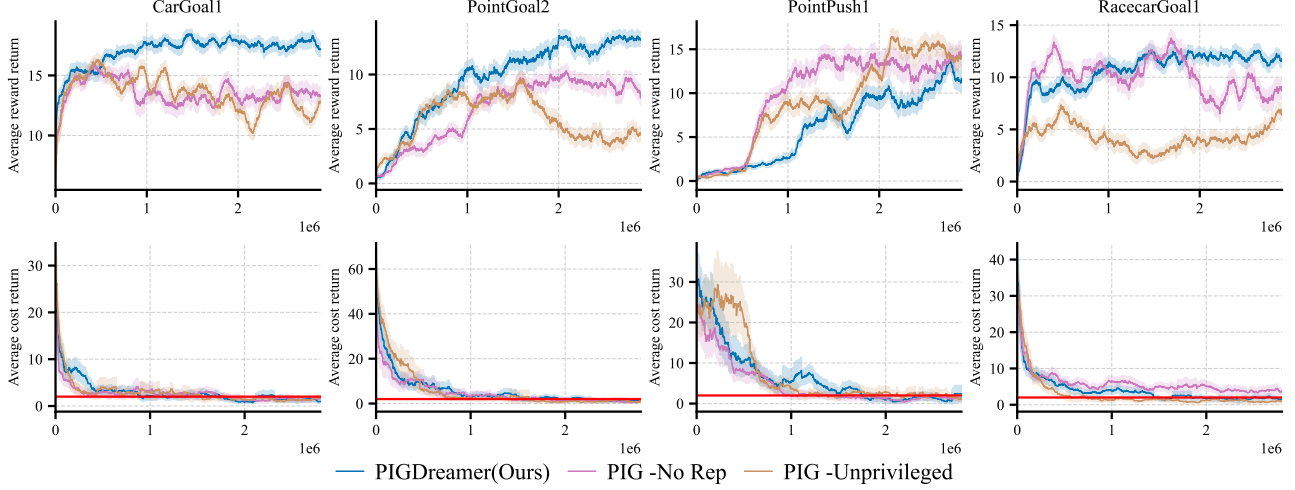 CarGoal1
PointGoal2
PointPush1
RacecarGoal1
Average reward return
15
10
0
1
2
1e6
Average reward return
10
5
0
0
1
2
1e6
Average reward return
15
10
5
0
0
1
2
1e6
Average reward return
15
10
5
0
0
1
2
1e6
Average cost return
30
20
10
0
0
1
2
1e6
Average cost return
60
40
20
0
0
1
2
1e6
Average cost return
30
20
10
0
0
1
2
1e6
Average cost return
40
30
20
10
0
0
1
2
1e6
PIGDreamer(Ours)
PIG -No Rep
PIG -Unprivileged